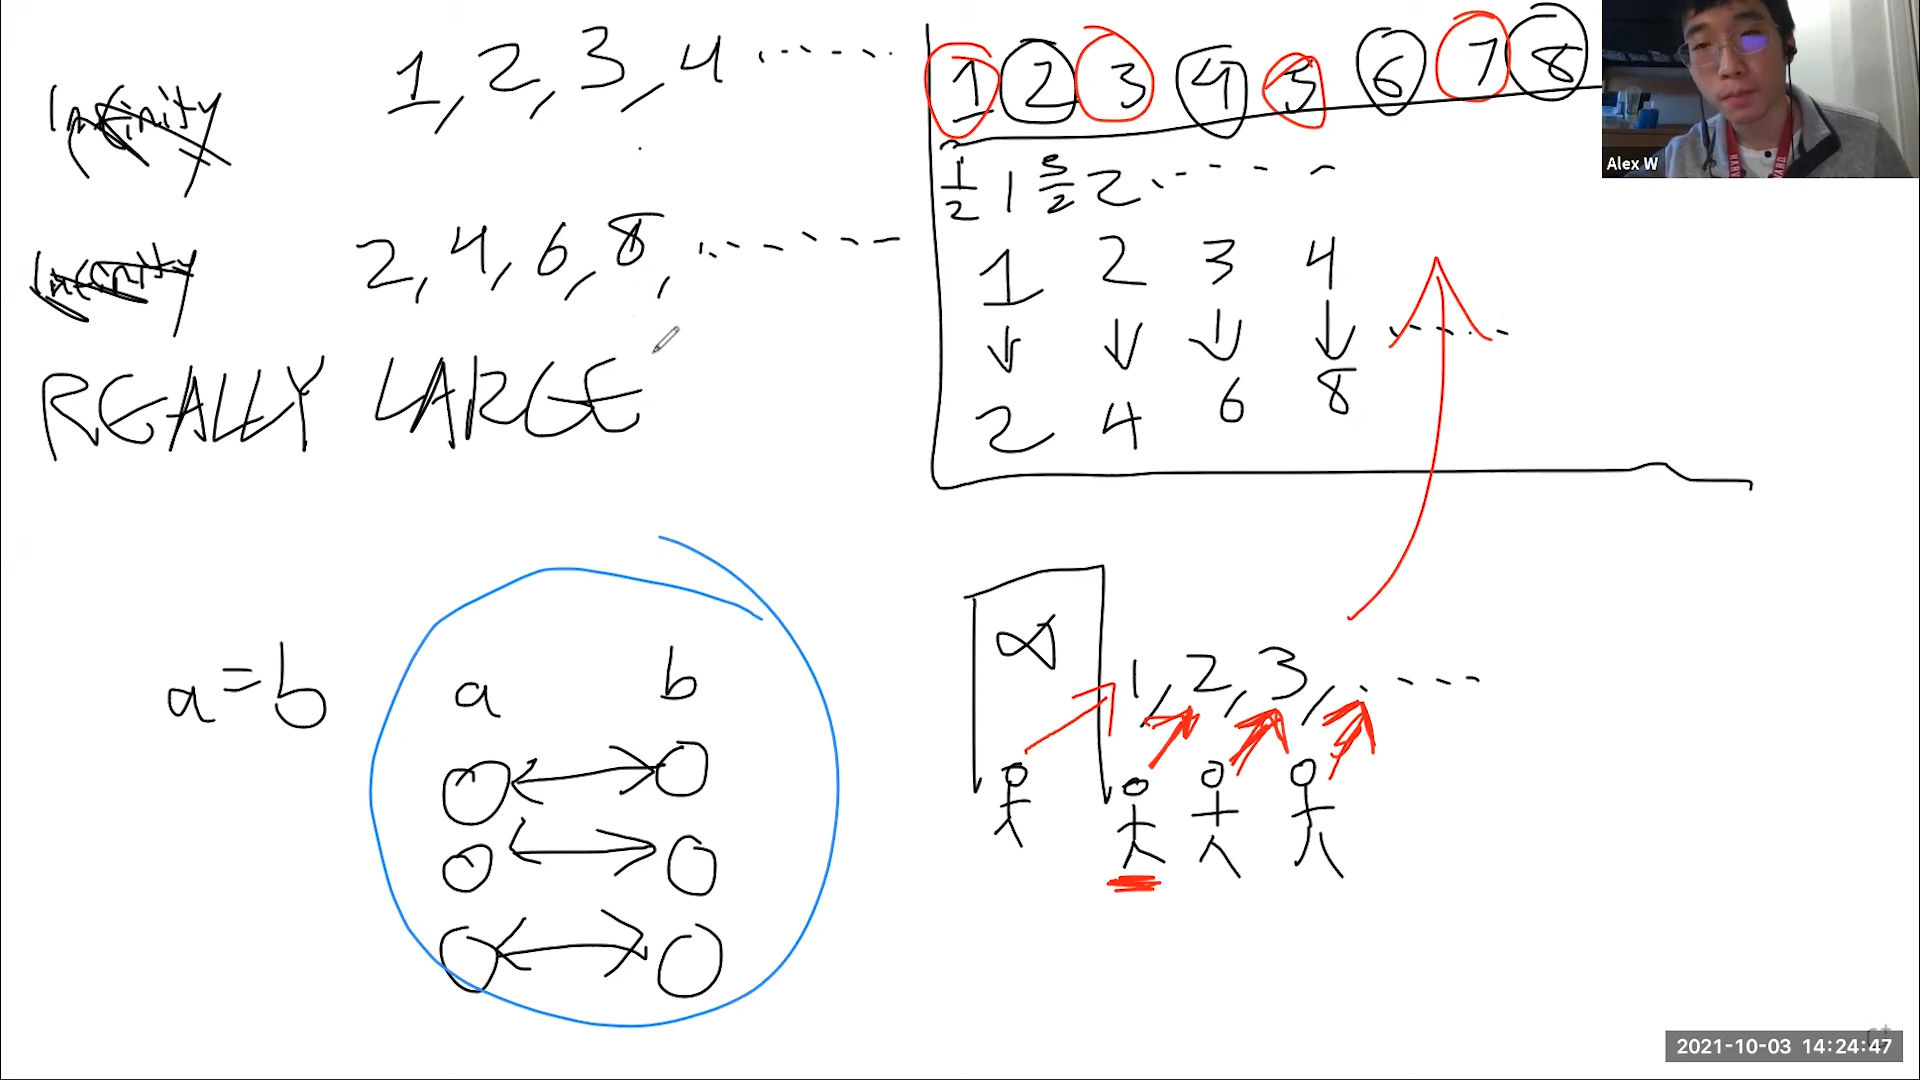 Infinity 1, 2, 3, 4 ......
Infinity 2, 4, 6, 8, .......
REALLY LARGE
1 2 3 4 5 6 7 8
1/2 1 3/2 2 ......
1 2 3 4
↓ ↓ ↓ ↓ ......
2 4 6 8
a=b
a b
∞
1, 2, 3, ....
Alex W
HARVARD
2021-10-03 14:24:47